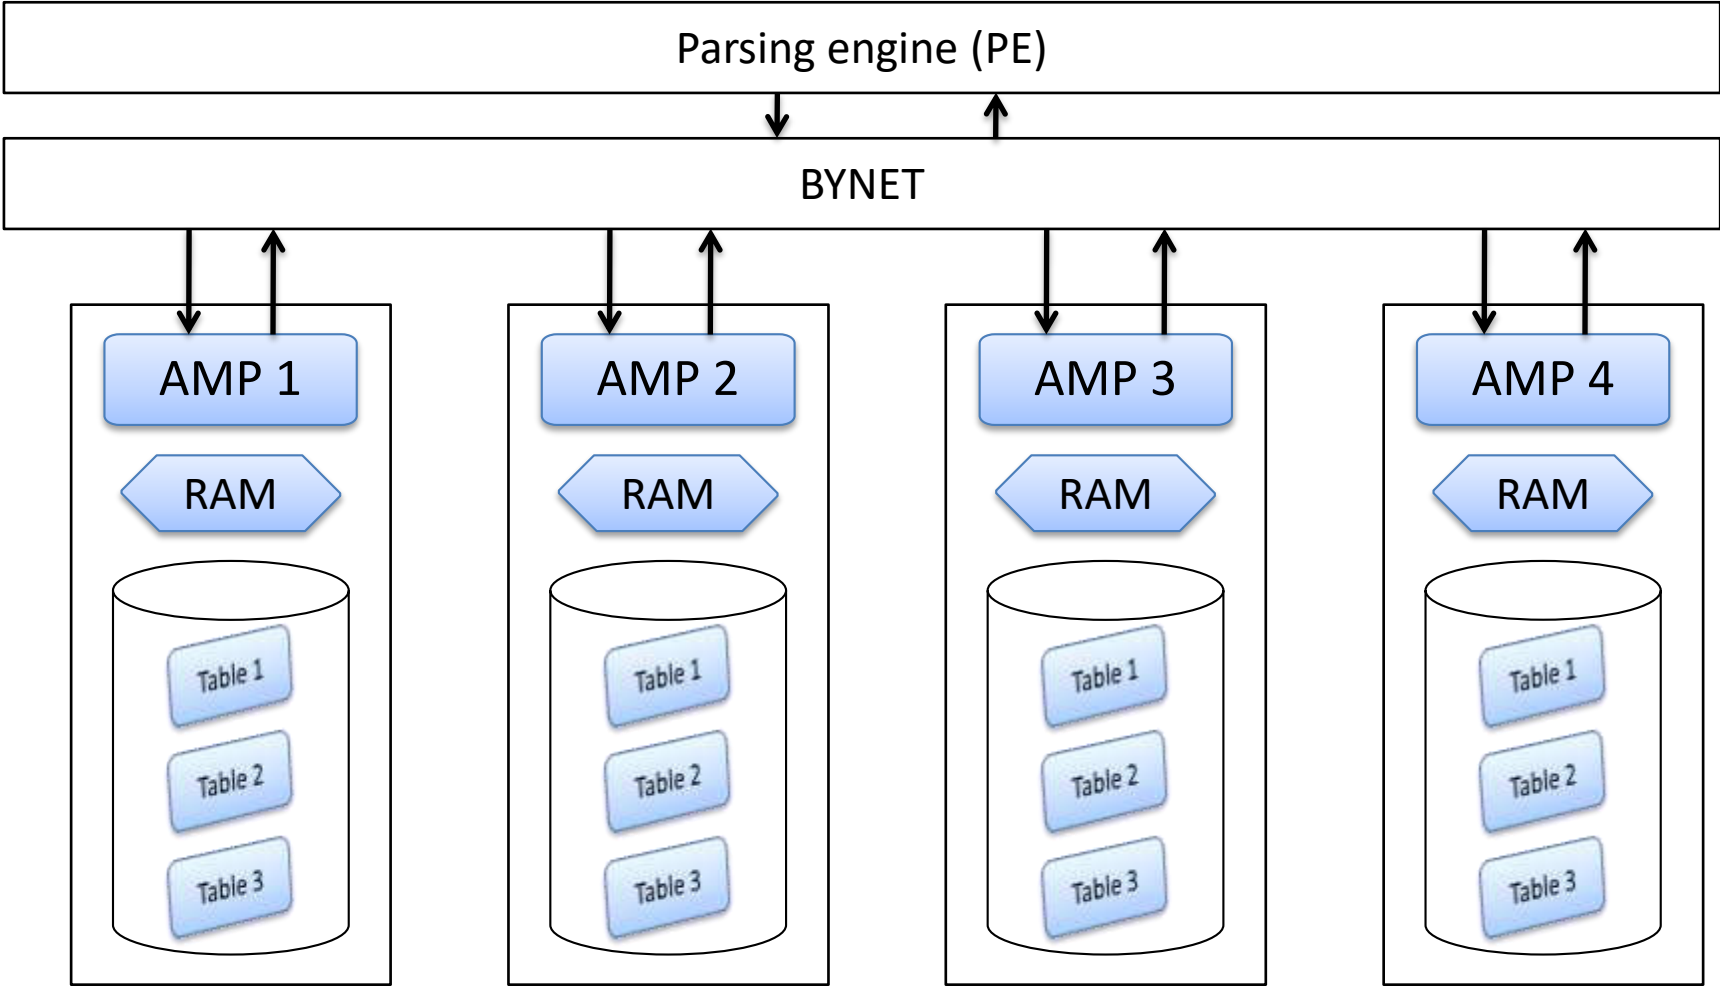 Parsing engine (PE)
BYNET
AMP 1
AMP 2
AMP 3
AMP 4
RAM
RAM
RAM
RAM
Table 1
Table 1
Table 1
Table 1
Table 2
Table 2
Table 2
Table 2
Table 3
Table 3
Table 3
Table 3